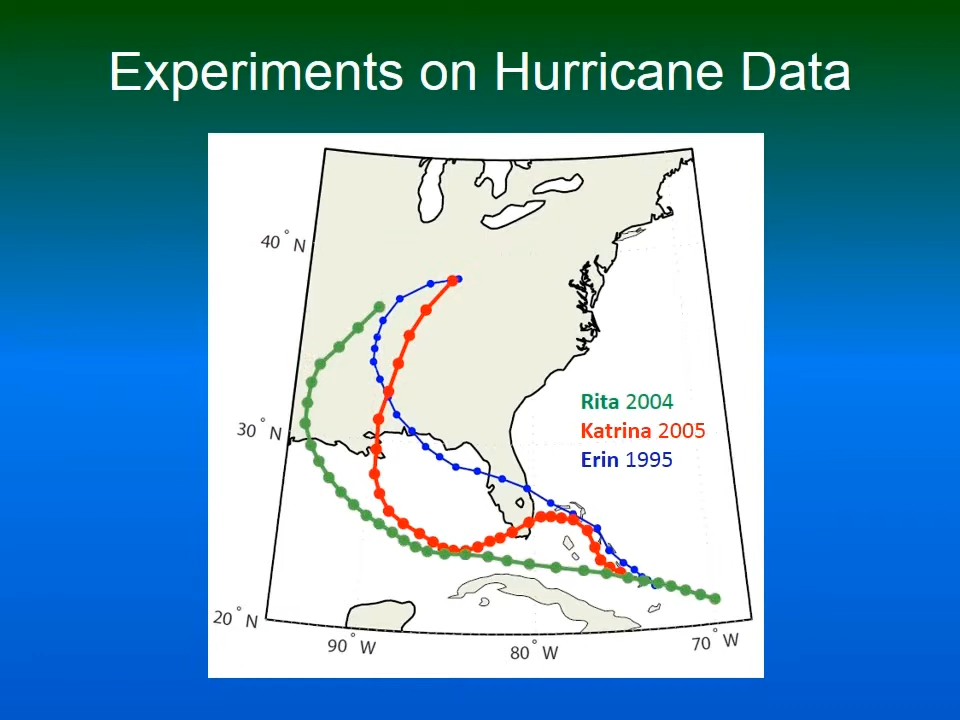 Experiments on Hurricane Data
40° N
30° N
20° N
90° W
80° W
70° W
Rita 2004
Katrina 2005
Erin 1995